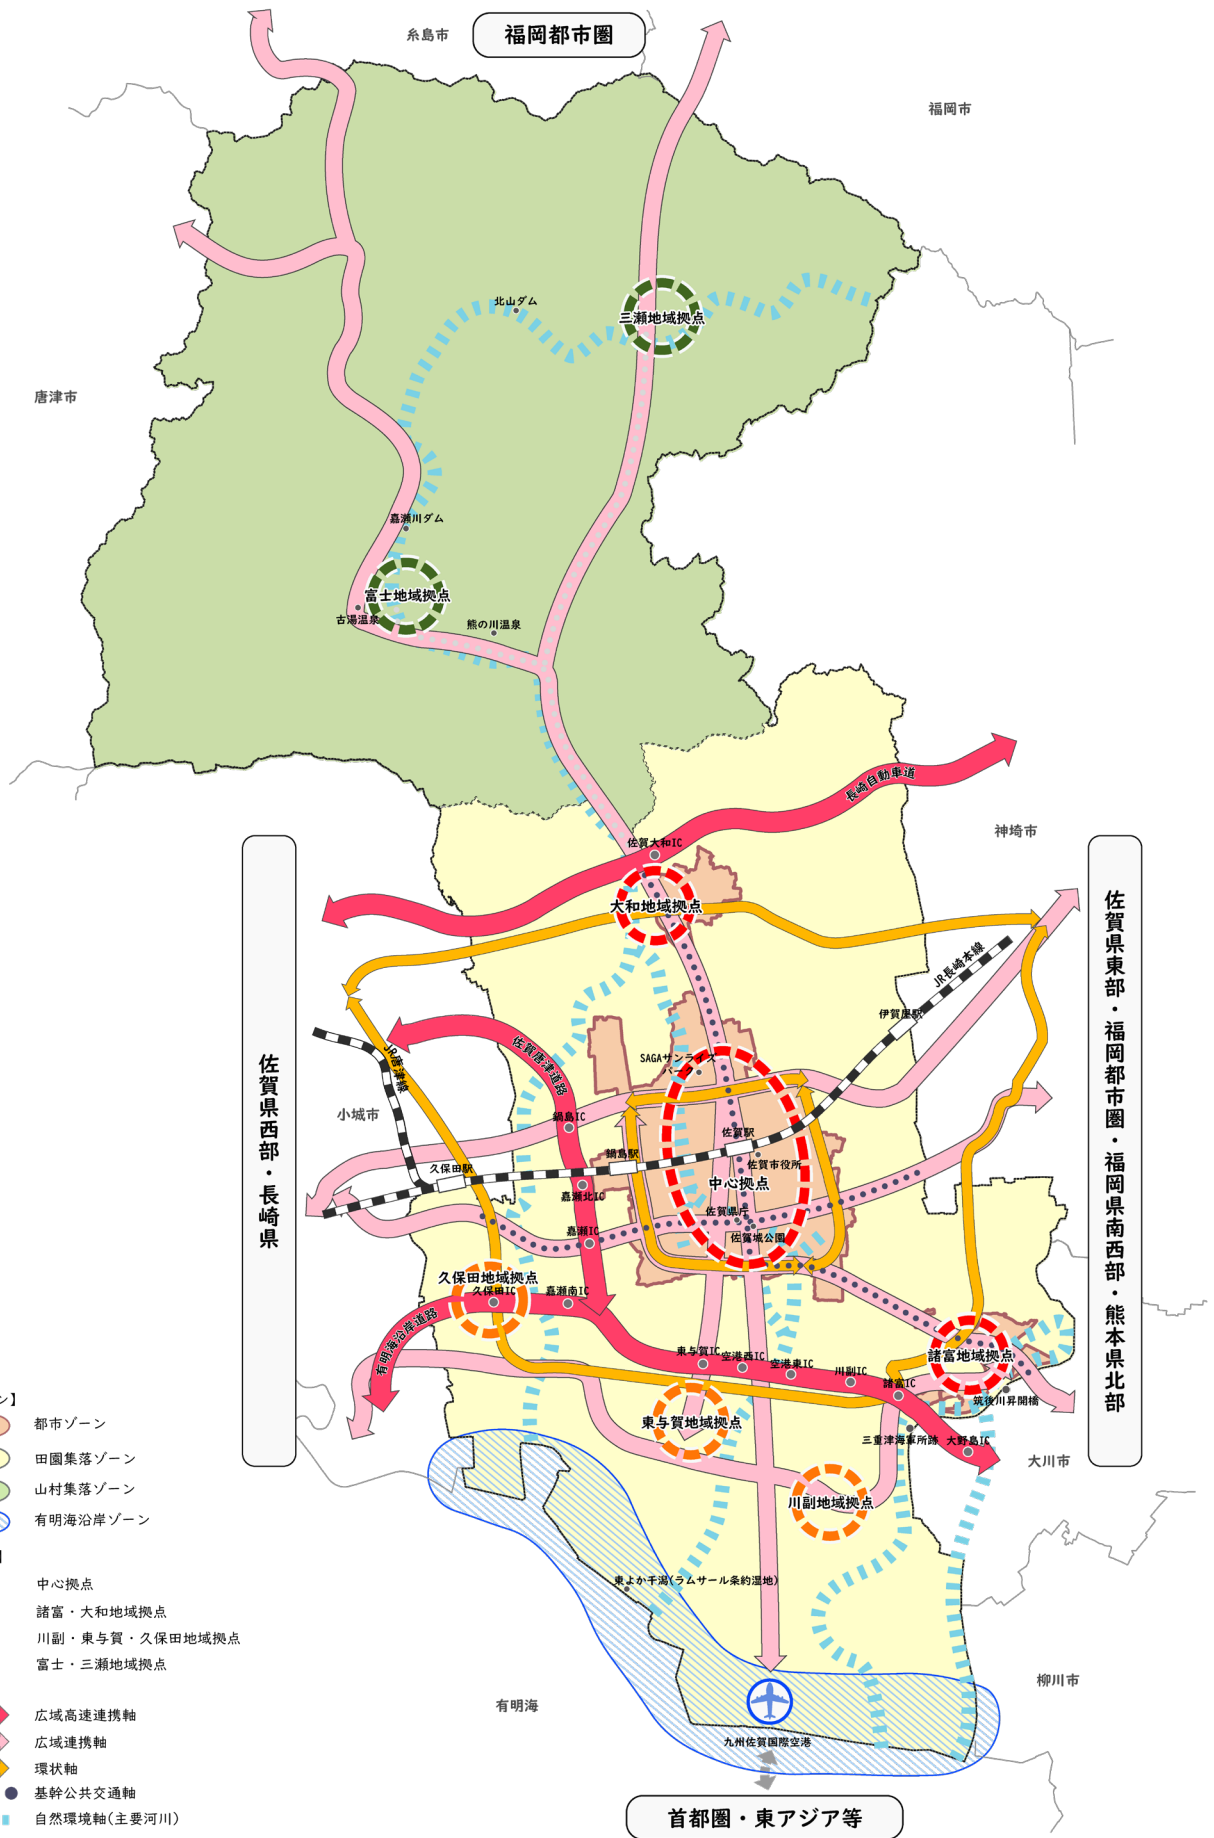 糸島市
福岡都市圏
福岡市
北山ダム
三瀬地域拠点
唐津市
嘉瀬川ダム
富士地域拠点
古湯温泉
熊の川温泉
長崎自動車道
神埼市
佐賀大和IC
大和地域拠点
JR長崎本線
伊賀屋駅
佐賀県西部・長崎県
佐賀県東部・福岡都市圏・福岡県南西部・熊本県北部
JR唐津線
佐賀唐津道路
SAGAサンライズ
パーク
小城市
鍋島IC
佐賀駅
鍋島駅
久保田駅
佐賀市役所
中心拠点
嘉瀬北IC
佐賀県庁
嘉瀬IC
佐賀城公園
久保田地域拠点
久保田IC
嘉瀬南IC
有明海沿岸道路
東与賀IC
空港西IC
空港東IC
川副IC
諸富IC
諸富地域拠点
筑後川昇開橋
東与賀地域拠点
三重津海軍所跡
大野島IC
大川市
川副地域拠点
東よか干潟(ラムサール条約湿地)
柳川市
有明海
九州佐賀国際空港
首都圏・東アジア等
ン】
都市ゾーン
田園集落ゾーン
山村集落ゾーン
有明海沿岸ゾーン
】
中心拠点
諸富・大和地域拠点
川副・東与賀・久保田地域拠点
富士・三瀬地域拠点
広域高速連携軸
広域連携軸
環状軸
基幹公共交通軸
自然環境軸(主要河川)